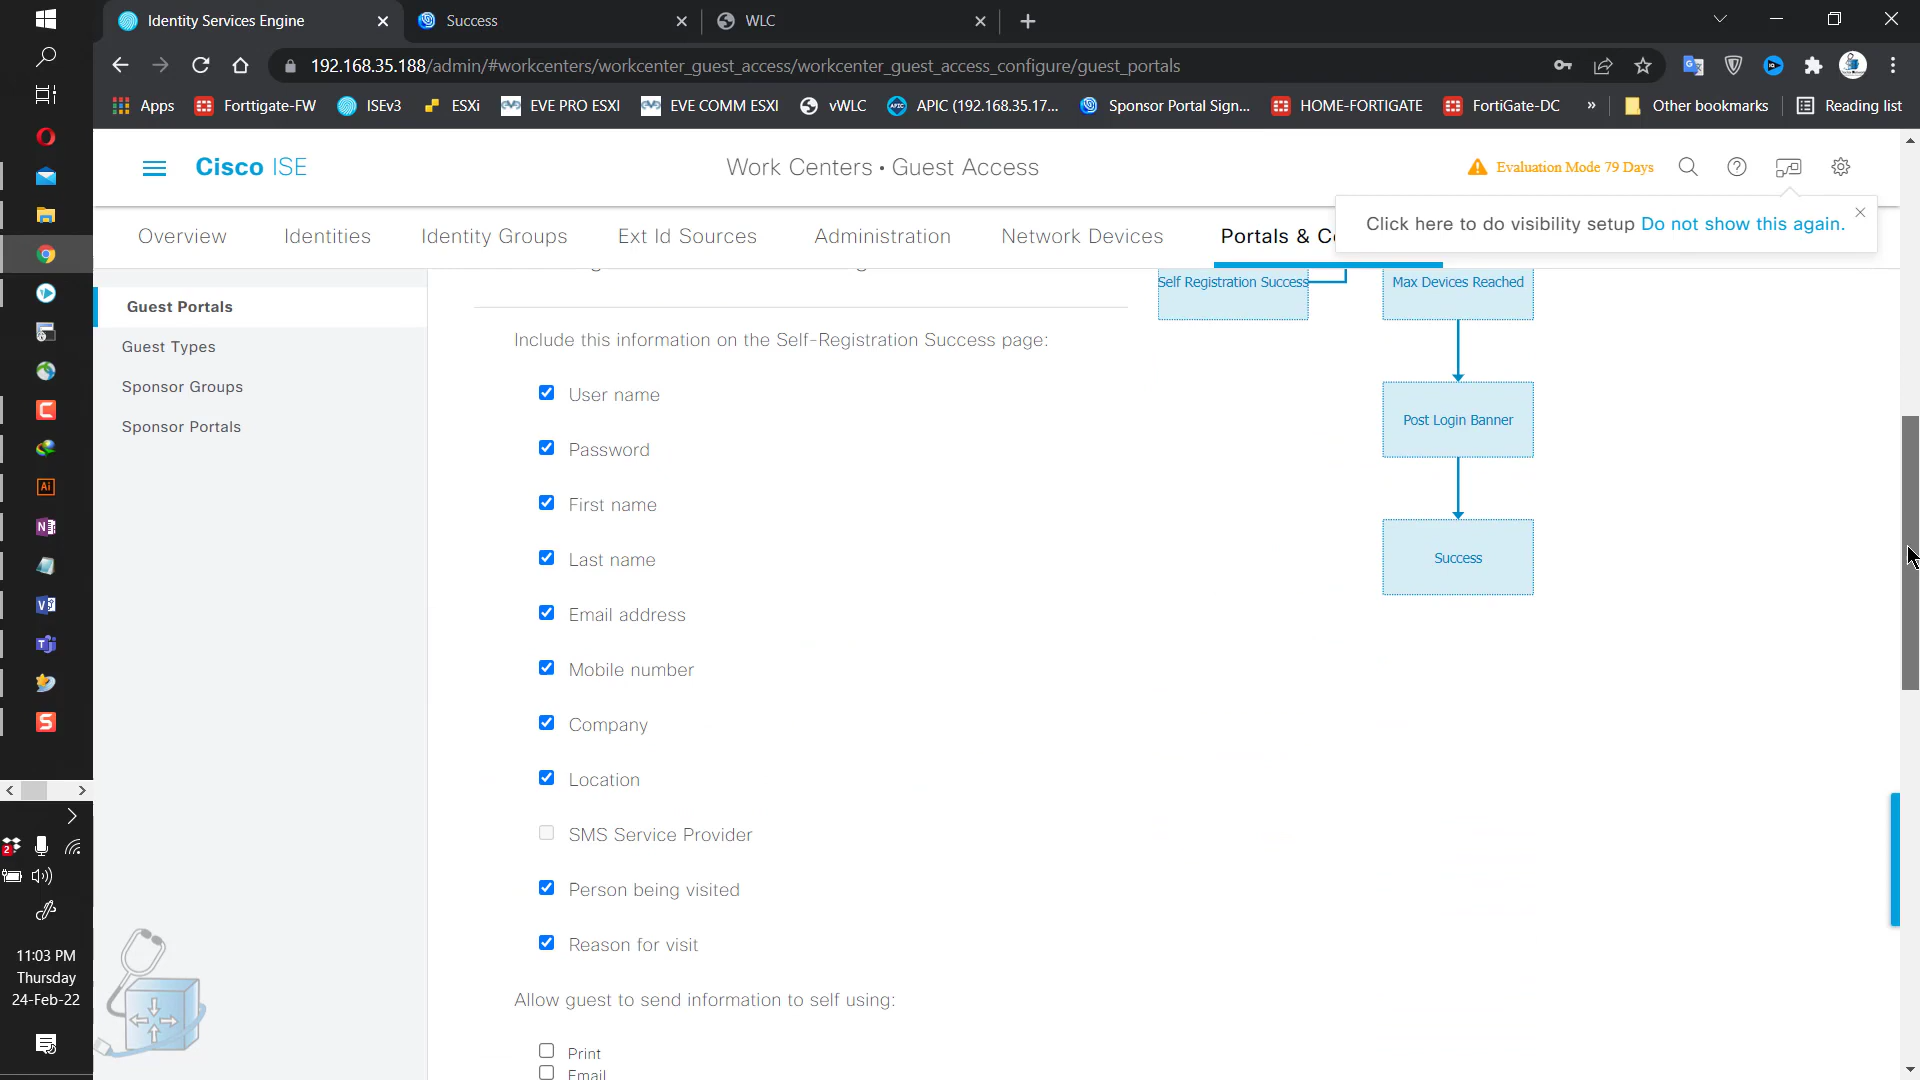 Identity Services Engine
Success
WLC
192.168.35.188/admin/#workcenters/workcenter_guest_access/workcenter_guest_access_configure/guest_portals
Apps
Forttigate-FW
ISEv3
ESXi
EVE PRO ESXI
EVE COMM ESXI
vWLC
APIC (192.168.35.17...
Sponsor Portal Sign...
HOME-FORTIGATE
FortiGate-DC
»
Other bookmarks
Reading list
Cisco ISE
Work Centers • Guest Access
Evaluation Mode 79 Days
Click here to do visibility setup Do not show this again.
Overview
Identities
Identity Groups
Ext Id Sources
Administration
Network Devices
Portals & C
Guest Portals
Guest Types
Sponsor Groups
Sponsor Portals
Self Registration Success
Max Devices Reached
Post Login Banner
Success
Include this information on the Self-Registration Success page:
User name
Password
First name
Last name
Email address
Mobile number
Company
Location
SMS Service Provider
Person being visited
Reason for visit
Allow guest to send information to self using:
Print
Email
11:03 PM
Thursday
24-Feb-22